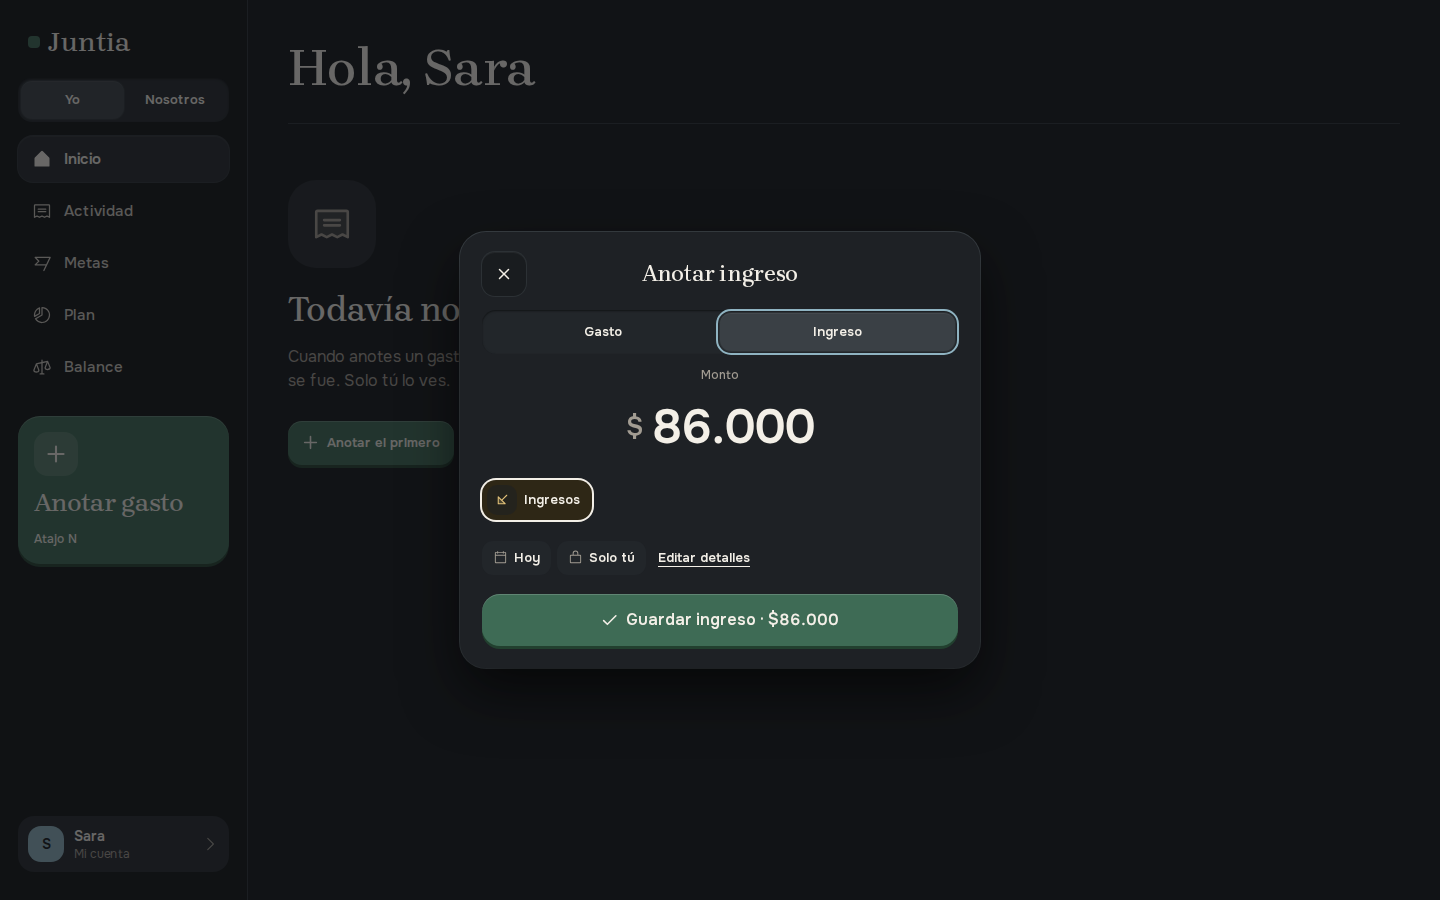 Juntia
Yo
Nosotros
Inicio
Actividad
Metas
Plan
Balance
Anotar gasto
Atajo N
Sara
Mi cuenta
S
Hola, Sara
Todavía no
Cuando anotes un gast
se fue. Solo tú lo ves.
Anotar el primero
Anotar ingreso
Gasto
Ingreso
Monto
$ 86.000
Ingresos
Hoy
Solo tú
Editar detalles
Guardar ingreso · $86.000